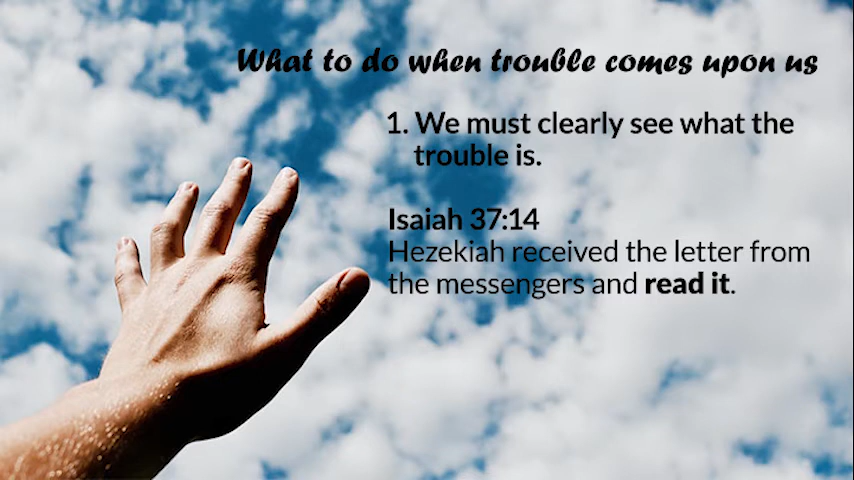 What to do when trouble comes upon us
1. We must clearly see what the
trouble is.
Isaiah 37:14
Hezekiah received the letter from
the messengers and read it.